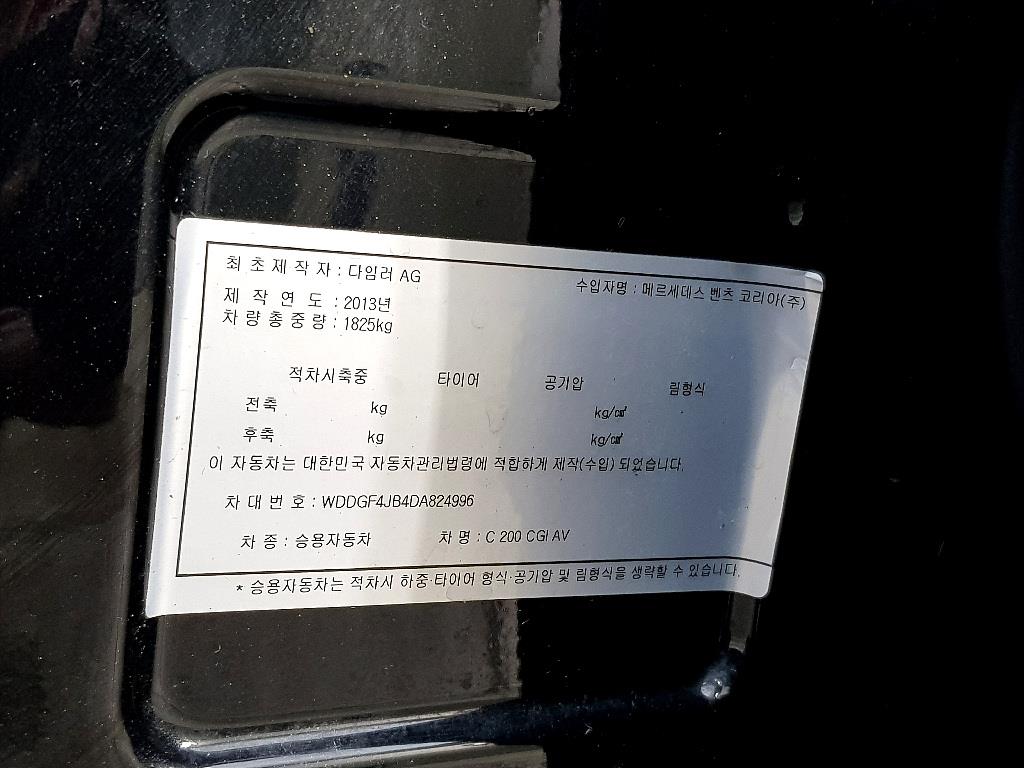 최 초 제 작 자 : 다임러 AG 수입자명 : 메르세데스 벤츠 코리아(주)
제 작 연 도 : 2013년
차 량 총 중 량 : 1825kg
적차시축중 타이어 공기압 림형식
전축 kg kg/㎠
후축 kg kg/㎠
이 자동차는 대한민국 자동차관리법령에 적합하게 제작(수입) 되었습니다.
차 대 번 호 : WDDGF4JB4DA824996
차 종 : 승용자동차 차 명 : C 200 CGI AV
* 승용자동차는 적차시 하중·타이어 형식·공기압 및 림형식을 생략할 수 있습니다.